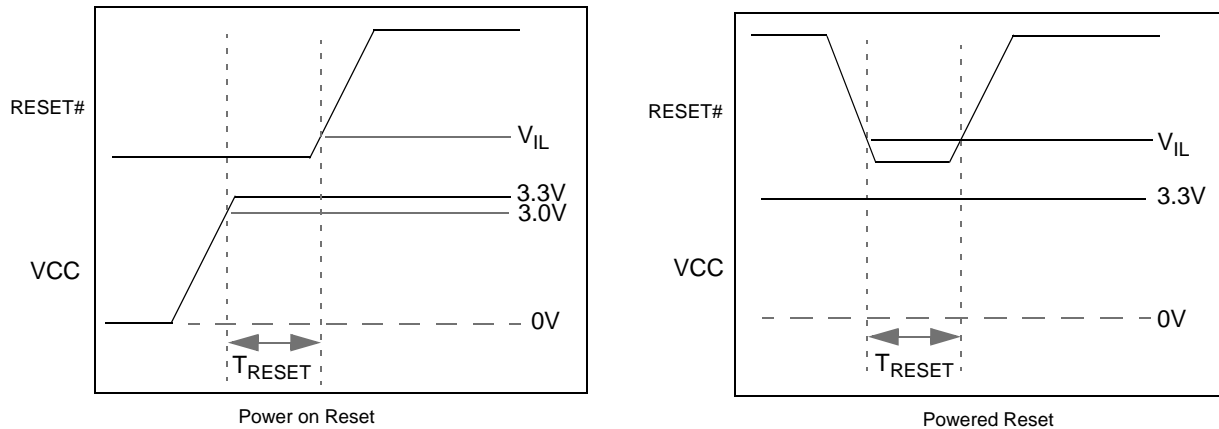 RESET#
V_IL
3.3V
3.0V
VCC
0V
T_RESET
Power on Reset
RESET#
V_IL
3.3V
VCC
0V
T_RESET
Powered Reset